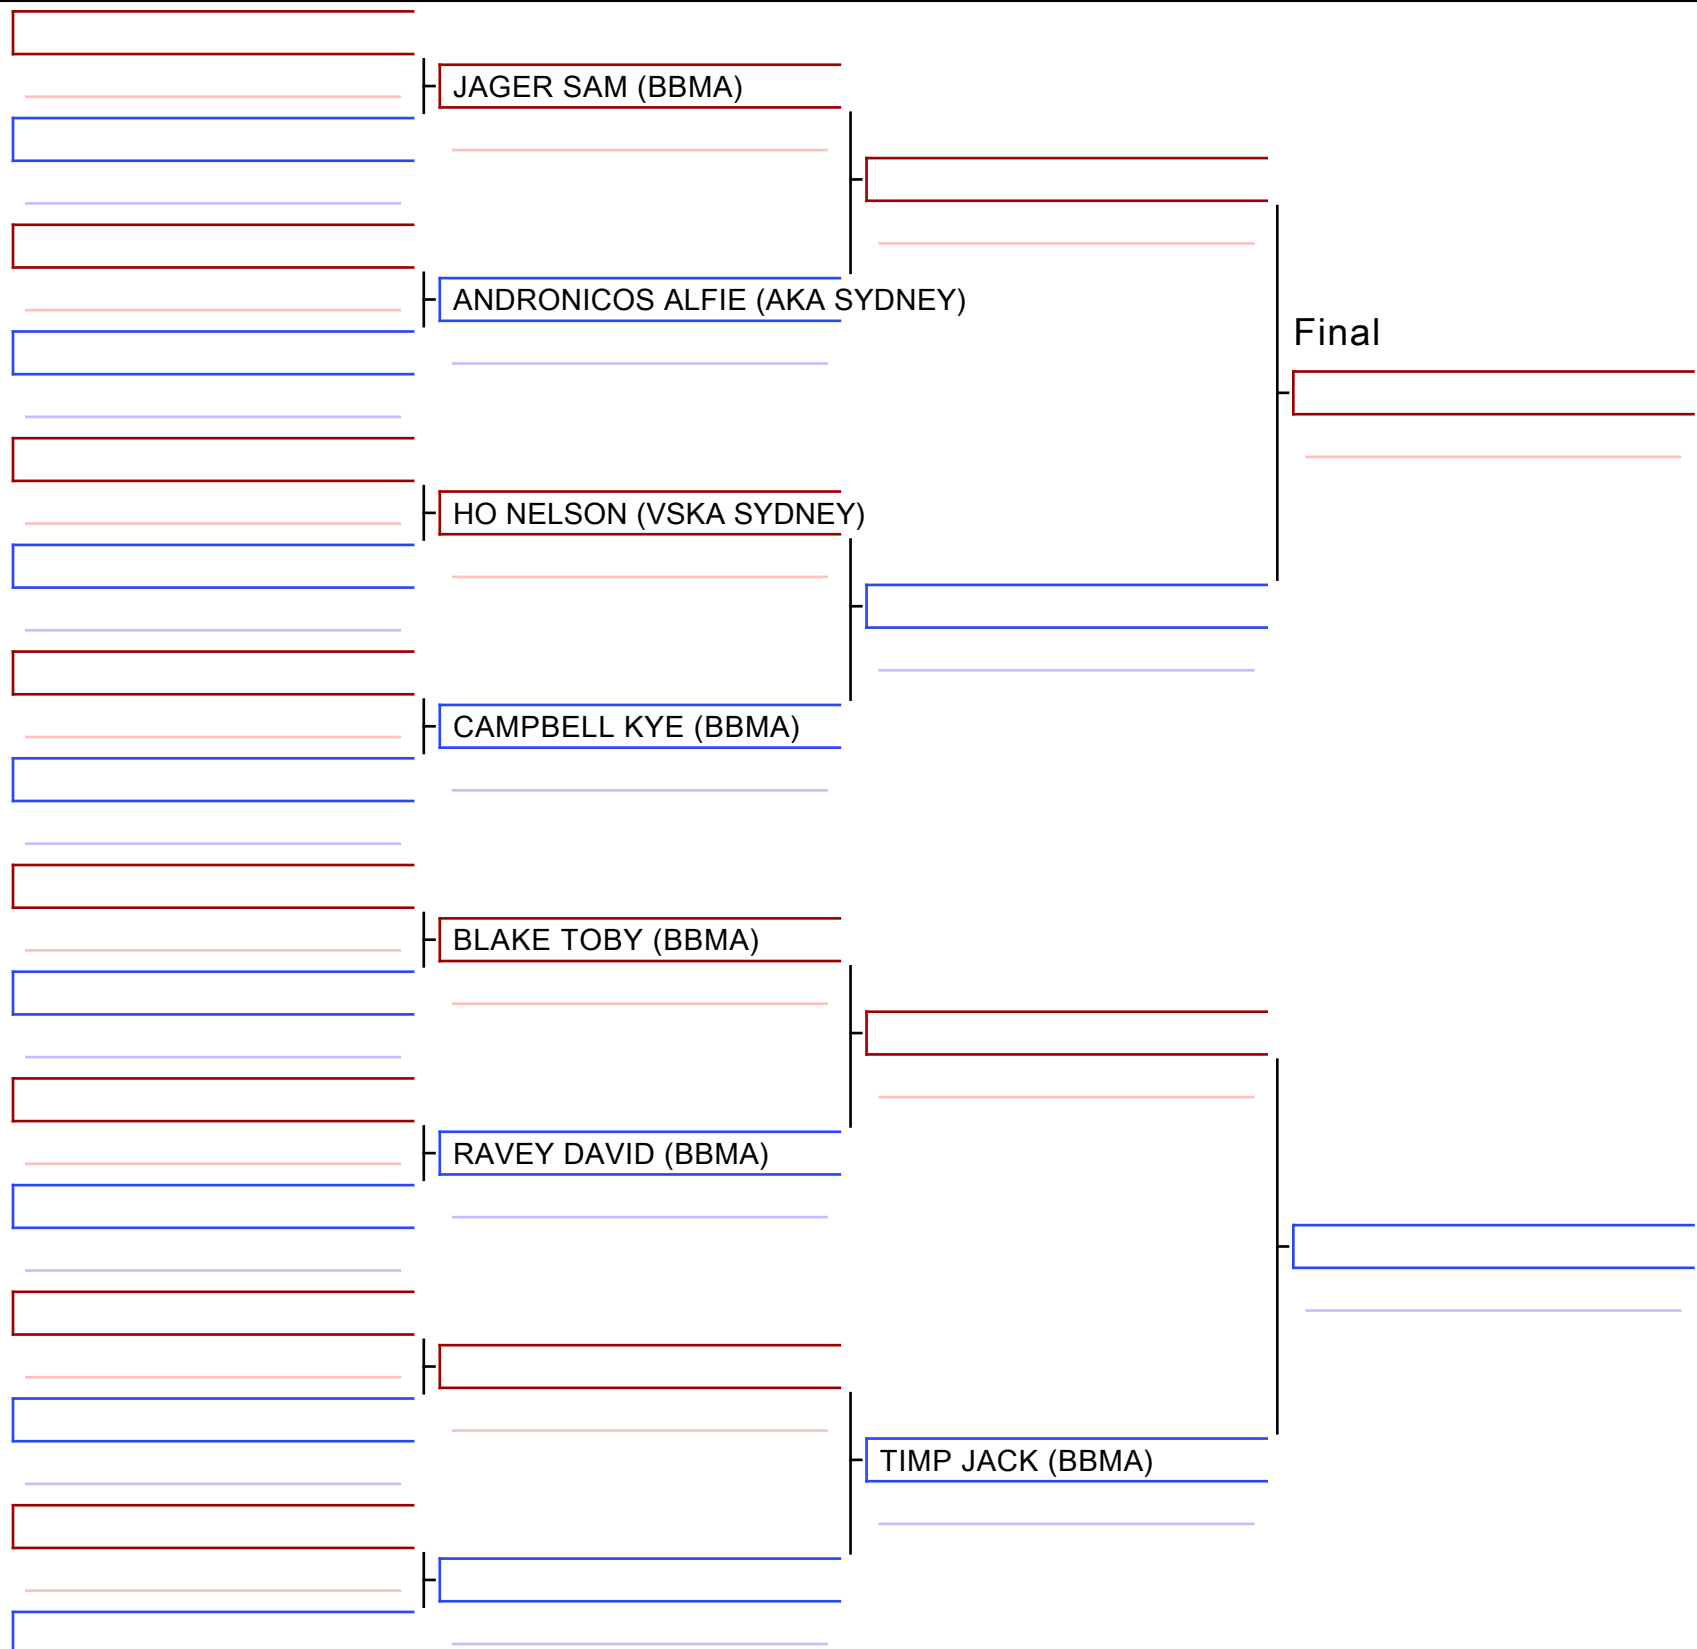 JAGER SAM (BBMA)
ANDRONICOS ALFIE (AKA SYDNEY)
Final
HO NELSON (VSKA SYDNEY)
CAMPBELL KYE (BBMA)
BLAKE TOBY (BBMA)
RAVEY DAVID (BBMA)
TIMP JACK (BBMA)